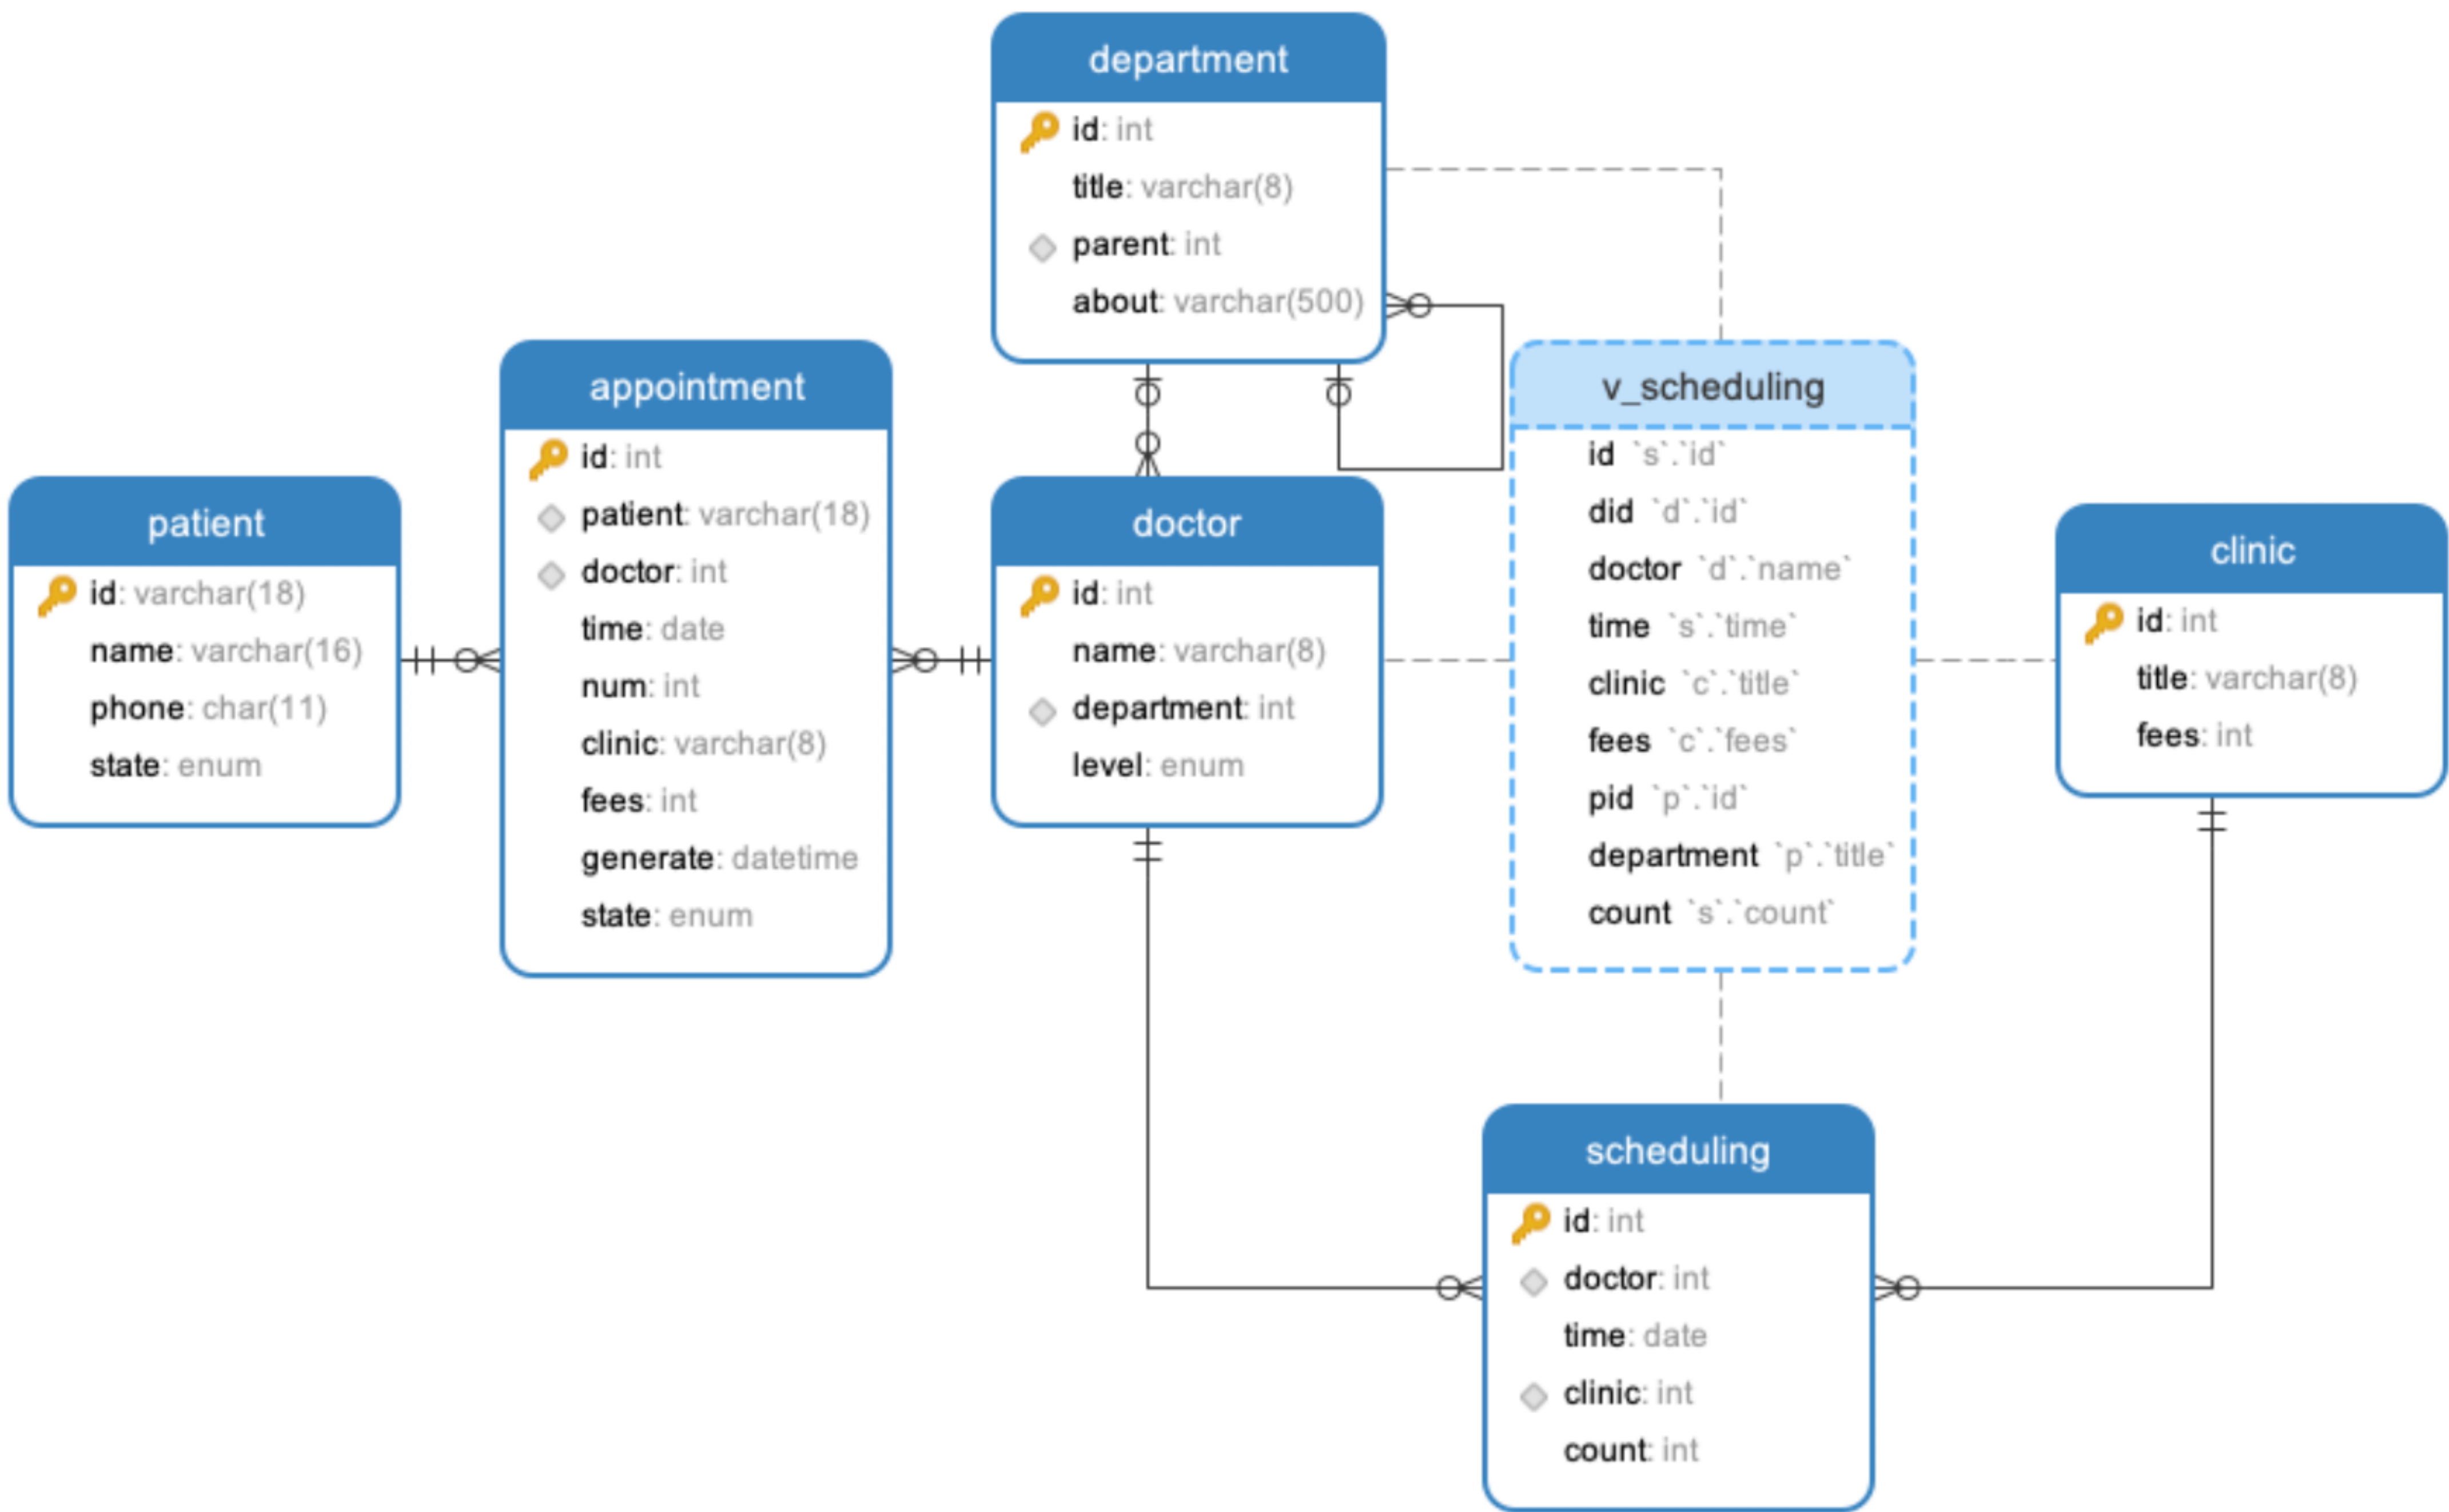 department
id: int
title: varchar(8)
parent: int
about: varchar(500)
appointment
id: int
patient: varchar(18)
doctor: int
time: date
num: int
clinic: varchar(8)
fees: int
generate: datetime
state: enum
patient
id: varchar(18)
name: varchar(16)
phone: char(11)
state: enum
doctor
id: int
name: varchar(8)
department: int
level: enum
v_scheduling
id `s`.`id`
did `d`.`id`
doctor `d`.`name`
time `s`.`time`
clinic `c`.`title`
fees `c`.`fees`
pid `p`.`id`
department `p`.`title`
count `s`.`count`
clinic
id: int
title: varchar(8)
fees: int
scheduling
id: int
doctor: int
time: date
clinic: int
count: int